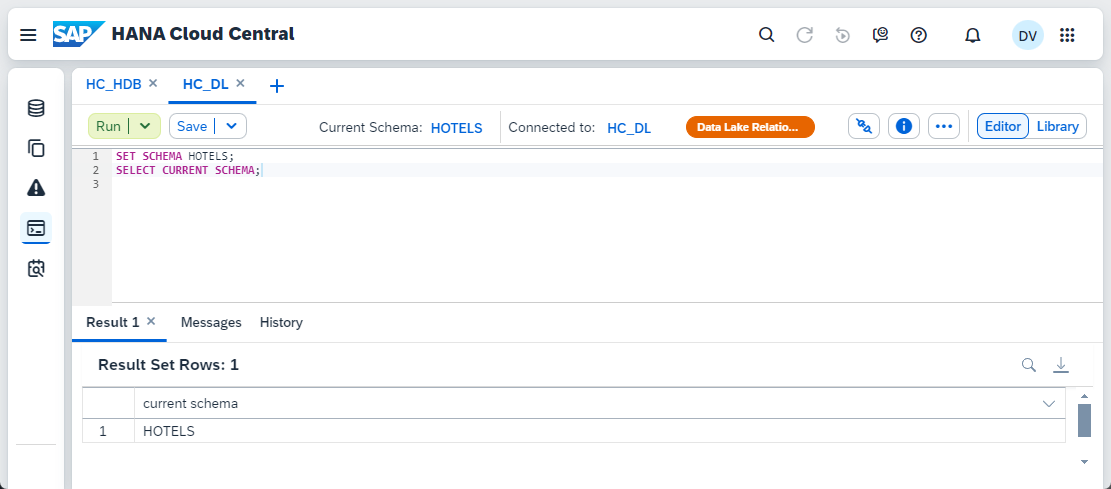 SAP HANA Cloud Central
DV
HC_HDB HC_DL
Run Save Current Schema: HOTELS Connected to: HC_DL Data Lake Relatio... Editor Library
1 SET SCHEMA HOTELS;
2 SELECT CURRENT SCHEMA;
3
Result 1 Messages History
Result Set Rows: 1
current schema
1 HOTELS